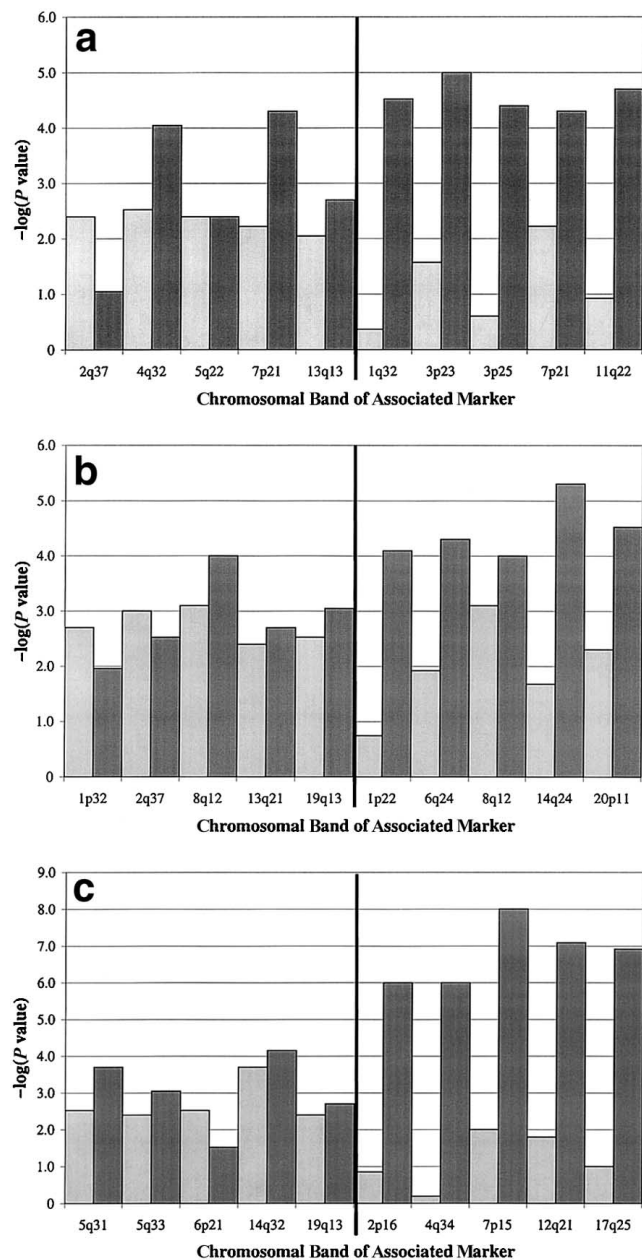 a
6.0
5.0
4.0
3.0
2.0
1.0
0
−log(P value)
2q37 4q32 5q22 7p21 13q13 1q32 3p23 3p25 7p21 11q22
Chromosomal Band of Associated Marker
b
6.0
5.0
4.0
3.0
2.0
1.0
0
−log(P value)
1p32 2q37 8q12 13q21 19q13 1p22 6q24 8q12 14q24 20p11
Chromosomal Band of Associated Marker
c
9.0
8.0
7.0
6.0
5.0
4.0
3.0
2.0
1.0
0
−log(P value)
5q31 5q33 6p21 14q32 19q13 2p16 4q34 7p15 12q21 17q25
Chromosomal Band of Associated Marker